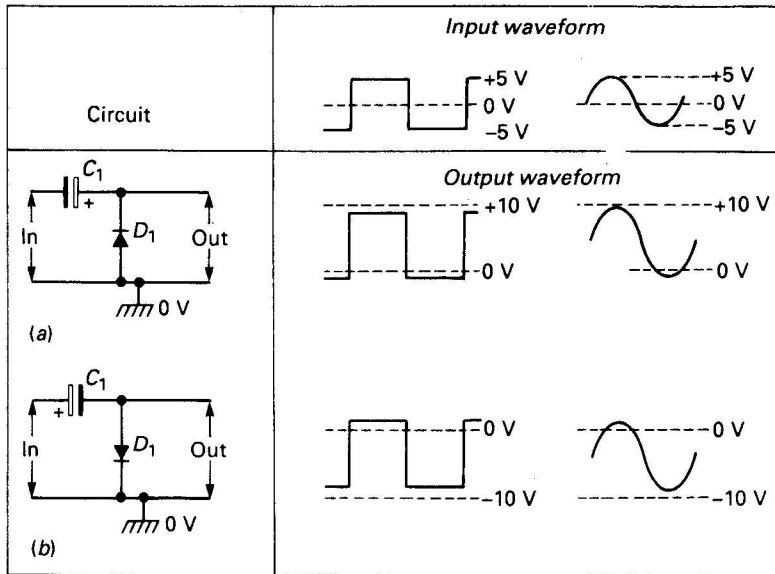 Input waveform
Circuit
+5 V
0 V
−5 V
+5 V
0 V
−5 V
Output waveform
C1
+
In
D1
Out
0 V
(a)
+10 V
0 V
+10 V
0 V
C1
+
In
D1
Out
0 V
(b)
0 V
−10 V
0 V
−10 V